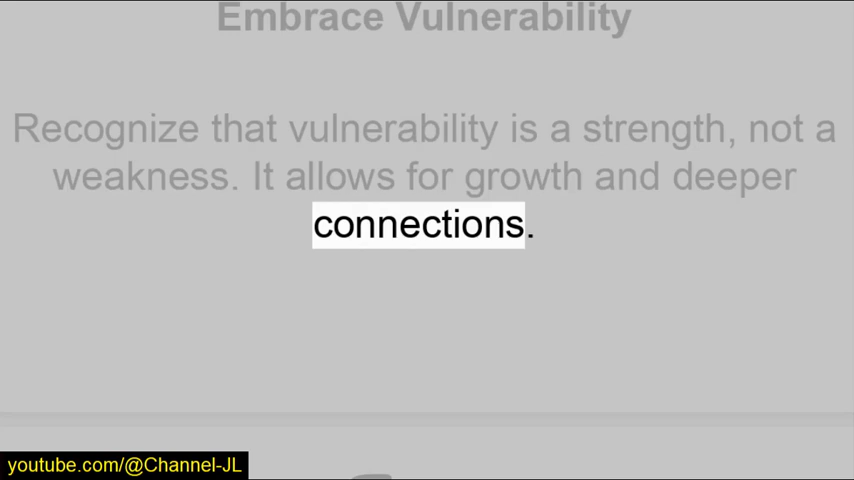 Embrace Vulnerability
Recognize that vulnerability is a strength, not a
weakness. It allows for growth and deeper
connections.
youtube.com/@Channel-JL